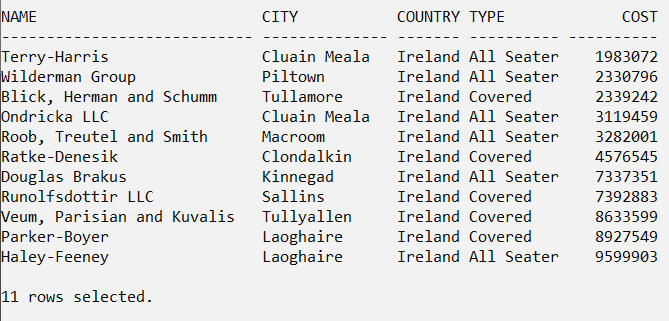 NAME                         CITY           COUNTRY TYPE             COST
---------------------------- -------------- ------- ---------- ----------
Terry-Harris                 Cluain Meala   Ireland All Seater    1983072
Wilderman Group              Piltown        Ireland All Seater    2330796
Blick, Herman and Schumm     Tullamore      Ireland Covered       2339242
Ondricka LLC                 Cluain Meala   Ireland All Seater    3119459
Roob, Treutel and Smith      Macroom        Ireland All Seater    3282001
Ratke-Denesik                Clondalkin     Ireland Covered       4576545
Douglas Brakus               Kinnegad       Ireland All Seater    7337351
Runolfsdottir LLC            Sallins        Ireland Covered       7392883
Veum, Parisian and Kuvalis   Tullyallen     Ireland Covered       8633599
Parker-Boyer                 Laoghaire      Ireland Covered       8927549
Haley-Feeney                 Laoghaire      Ireland All Seater    9599903
11 rows selected.